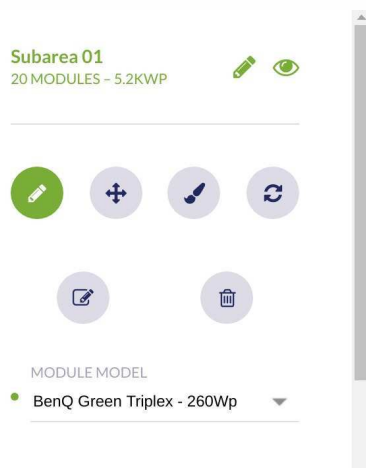 Subarea 01
20 MODULES – 5.2KWP
MODULE MODEL
BenQ Green Triplex - 260Wp